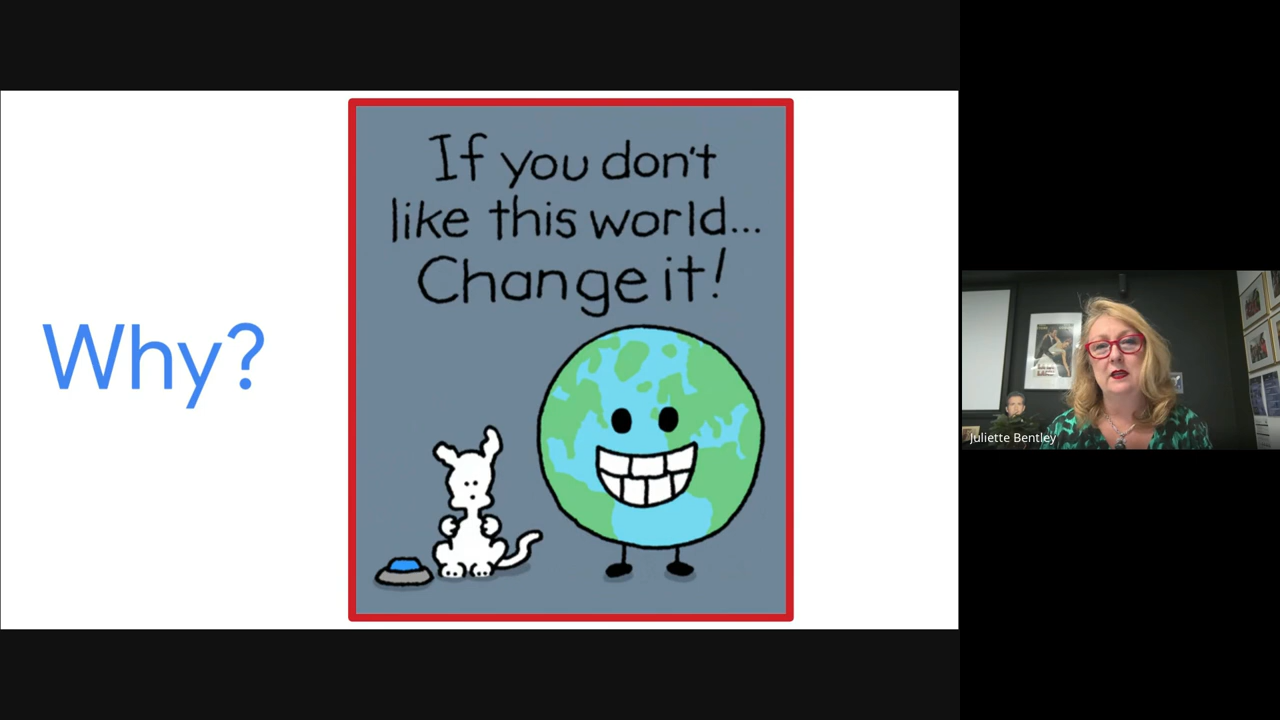 Why?
If you don't
like this world...
Change it!
Juliette Bentley